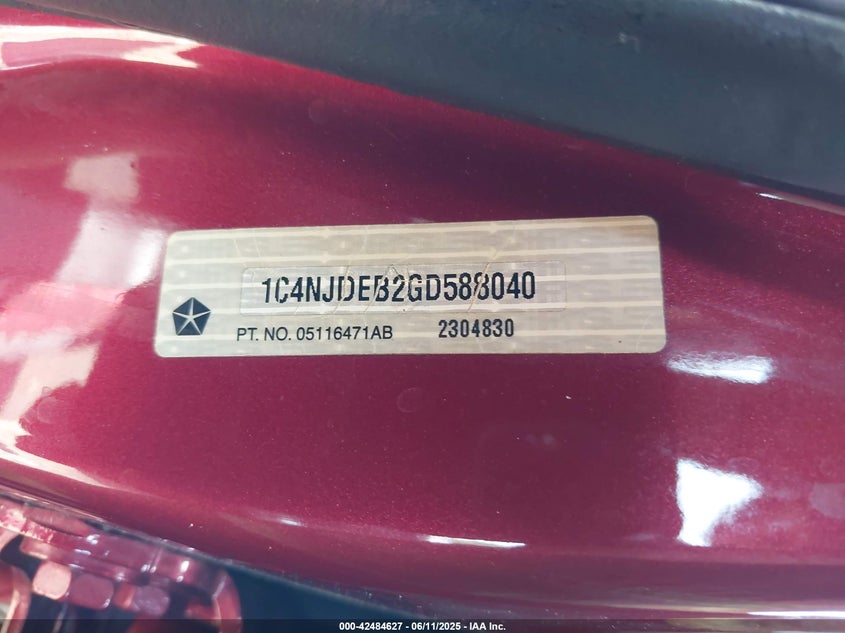 1C4NJDEB2GD588040
PT. NO. 05116471AB 2304830
000-42484627 - 06/11/2025 - IAA Inc.